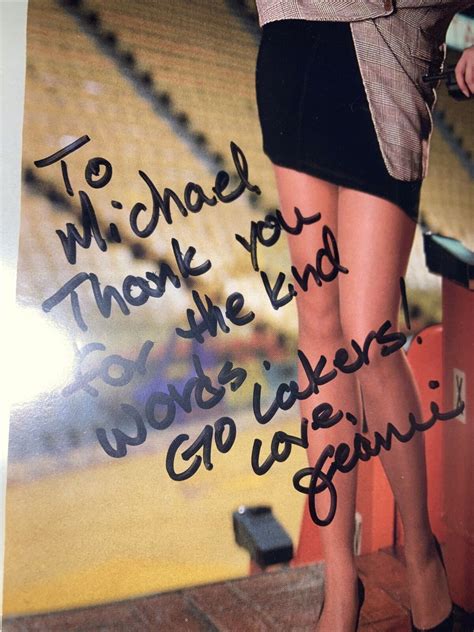 To
Michael
Thank you
for the kind
words.
GO Lakers!
Love,
Jeanie